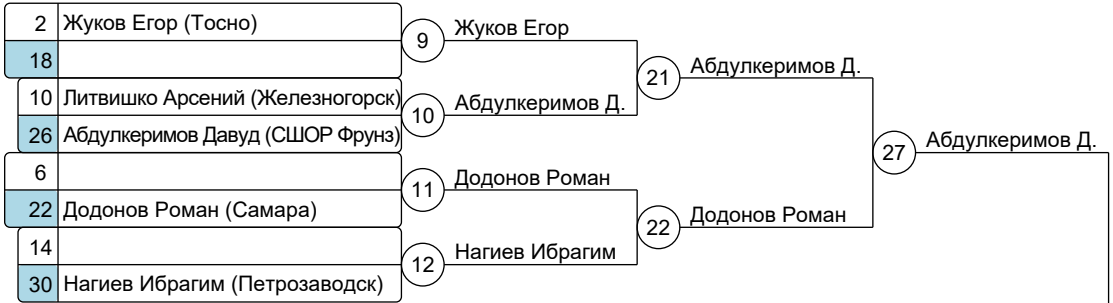 2 Жуков Егор (Тосно)
18
9 Жуков Егор
10 Литвишко Арсений (Железногорск)
26 Абдулкеримов Давуд (СШОР Фрунз)
10 Абдулкеримов Д.
21 Абдулкеримов Д.
6
22 Додонов Роман (Самара)
11 Додонов Роман
14
30 Нагиев Ибрагим (Петрозаводск)
12 Нагиев Ибрагим
22 Додонов Роман
27 Абдулкеримов Д.